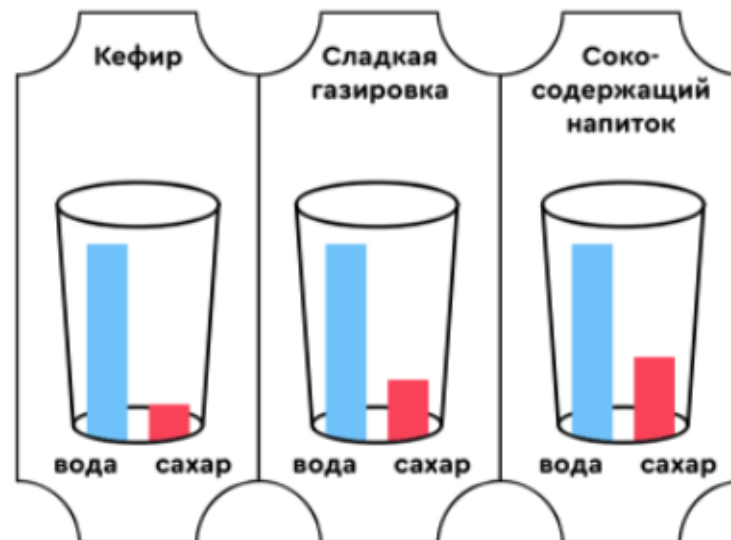 Кефир
Сладкая
газировка
Соко-
содержащий
напиток
вода сахар
вода сахар
вода сахар